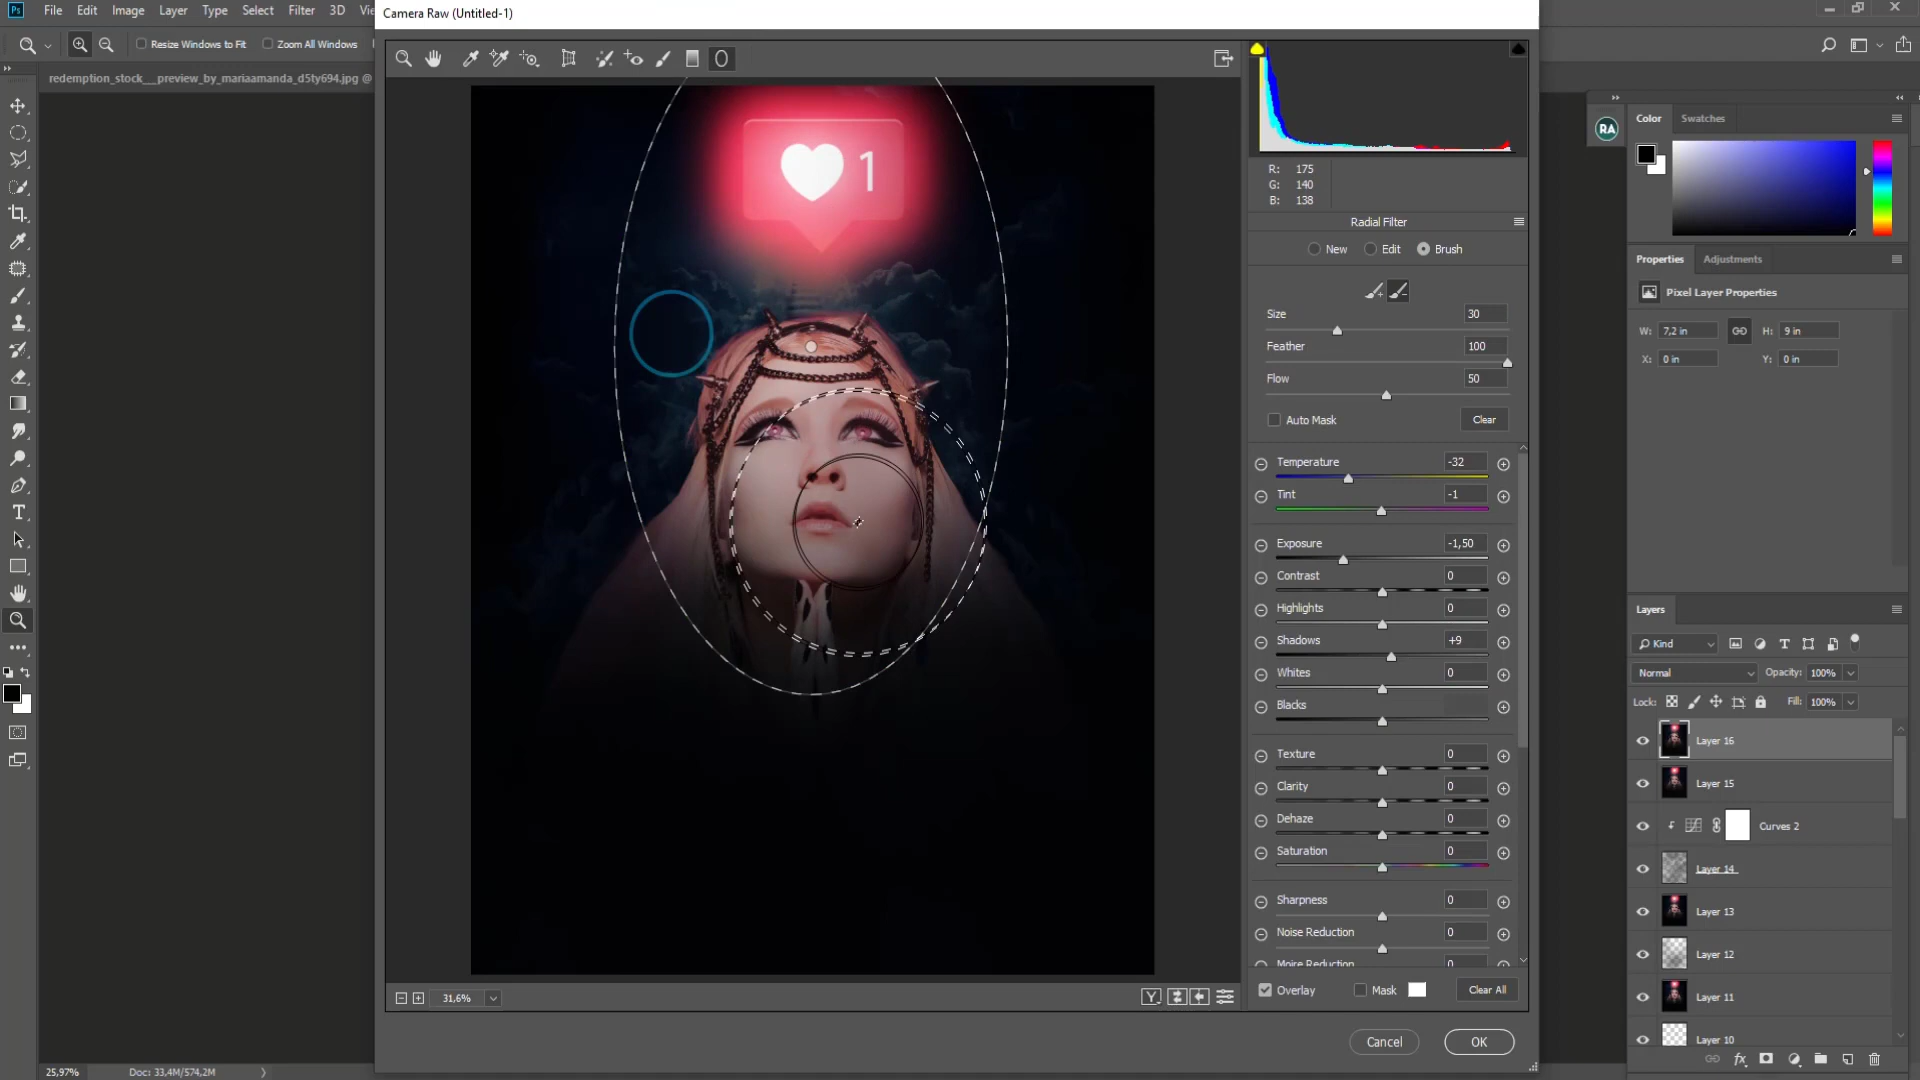 Ps File Edit Image Layer Type Select Filter 3D
Camera Raw (Untitled-1)
Resize Windows to Fit Zoom All Windows
redemption_stock__preview_by_mariaamanda_d5ty694.jpg @
1
R: 175
G: 140
B: 138
Radial Filter
New Edit Brush
Size 30
Feather 100
Flow 50
Auto Mask Clear
Temperature -32
Tint -1
Exposure -1,50
Contrast 0
Highlights 0
Shadows +9
Whites 0
Blacks
Texture 0
Clarity 0
Dehaze 0
Saturation 0
Sharpness 0
Noise Reduction 0
Moire Reduction 0
Overlay Mask Clear All
31,6%
Y
Cancel OK
RA
Color Swatches
Properties Adjustments
Pixel Layer Properties
W: 7,2 in H: 9 in
X: 0 in Y: 0 in
Layers
Kind
Normal Opacity: 100%
Lock: Fill: 100%
Layer 16
Layer 15
Curves 2
Layer 14
Layer 13
Layer 12
Layer 11
Layer 10
fx
25,97% Doc: 33,4M/574,2M